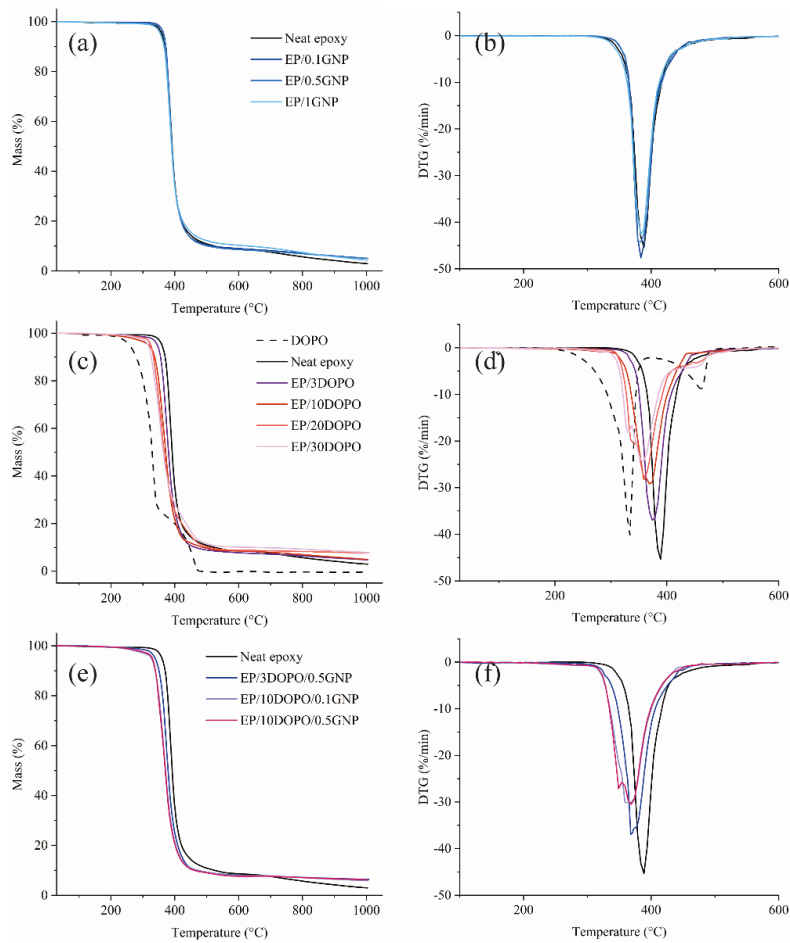 (a)
Neat epoxy
EP/0.1GNP
EP/0.5GNP
EP/1GNP
100
80
60
40
20
0
Mass (%)
200 400 600 800 1000
Temperature (°C)
(b)
0
-10
-20
-30
-40
-50
DTG (%/min)
200 400 600
Temperature (°C)
(c)
DOPO
Neat epoxy
EP/3DOPO
EP/10DOPO
EP/20DOPO
EP/30DOPO
100
80
60
40
20
0
Mass (%)
200 400 600 800 1000
Temperature (°C)
(d)
0
-10
-20
-30
-40
-50
DTG (%/min)
200 400 600
Temperature (°C)
(e)
Neat epoxy
EP/3DOPO/0.5GNP
EP/10DOPO/0.1GNP
EP/10DOPO/0.5GNP
100
80
60
40
20
0
Mass (%)
200 400 600 800 1000
Temperature (°C)
(f)
0
-10
-20
-30
-40
-50
DTG (%/min)
200 400 600
Temperature (°C)